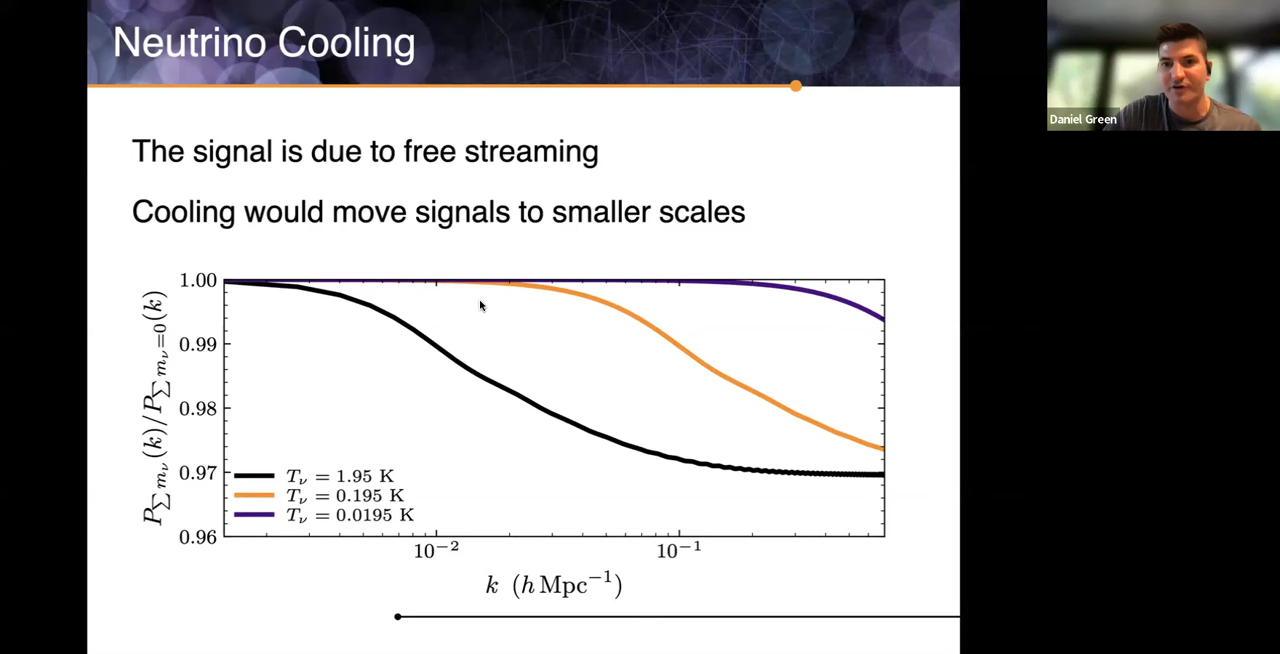 Neutrino Cooling
Daniel Green
The signal is due to free streaming
Cooling would move signals to smaller scales
P∑mν(k)/P∑mν=0(k)
1.00
0.99
0.98
0.97
0.96
Tν = 1.95 K
Tν = 0.195 K
Tν = 0.0195 K
10⁻²
10⁻¹
k (h Mpc⁻¹)